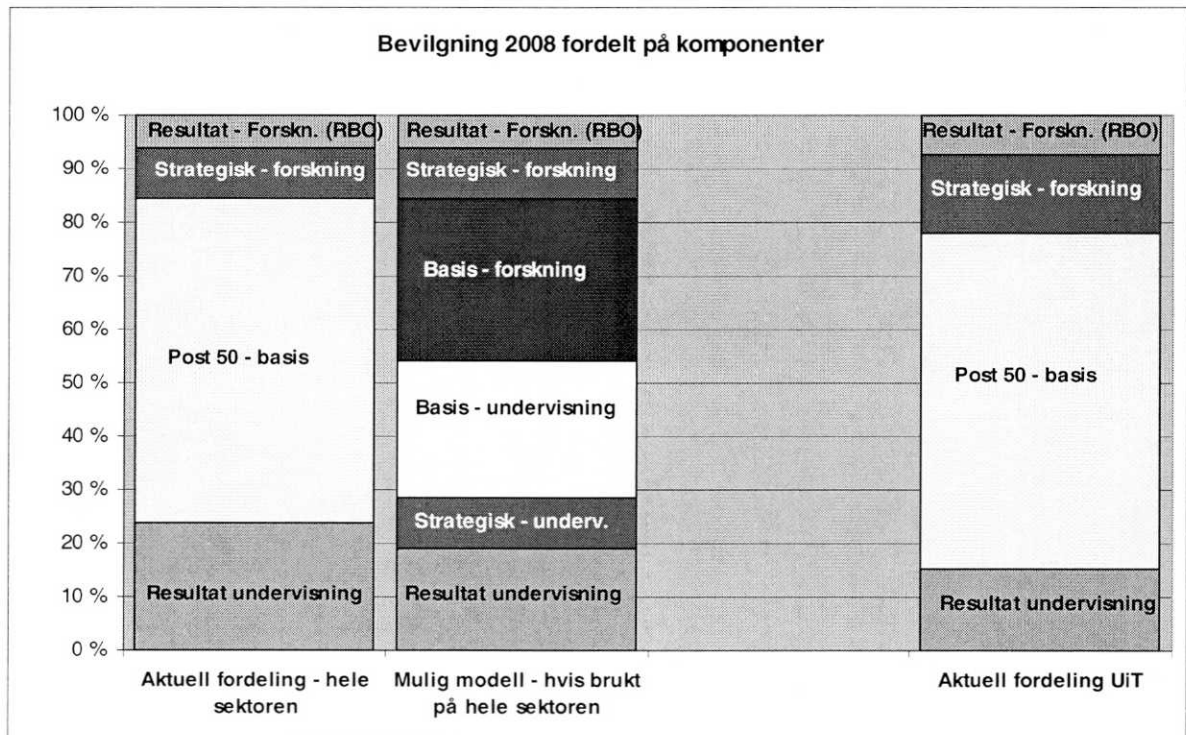 Bevilgning 2008 fordelt på komponenter
100 %
90 %
80 %
70 %
60 %
50 %
40 %
30 %
20 %
10 %
0 %
Resultat - Forskn. (RBO)
Strategisk - forskning
Post 50 - basis
Resultat undervisning
Resultat - Forskn. (RBO)
Strategisk - forskning
Basis - forskning
Basis - undervisning
Strategisk - underv.
Resultat undervisning
Resultat - Forskn. (RBO)
Strategisk - forskning
Post 50 - basis
Resultat undervisning
Aktuell fordeling - hele
sektoren
Mulig modell - hvis brukt
på hele sektoren
Aktuell fordeling UiT